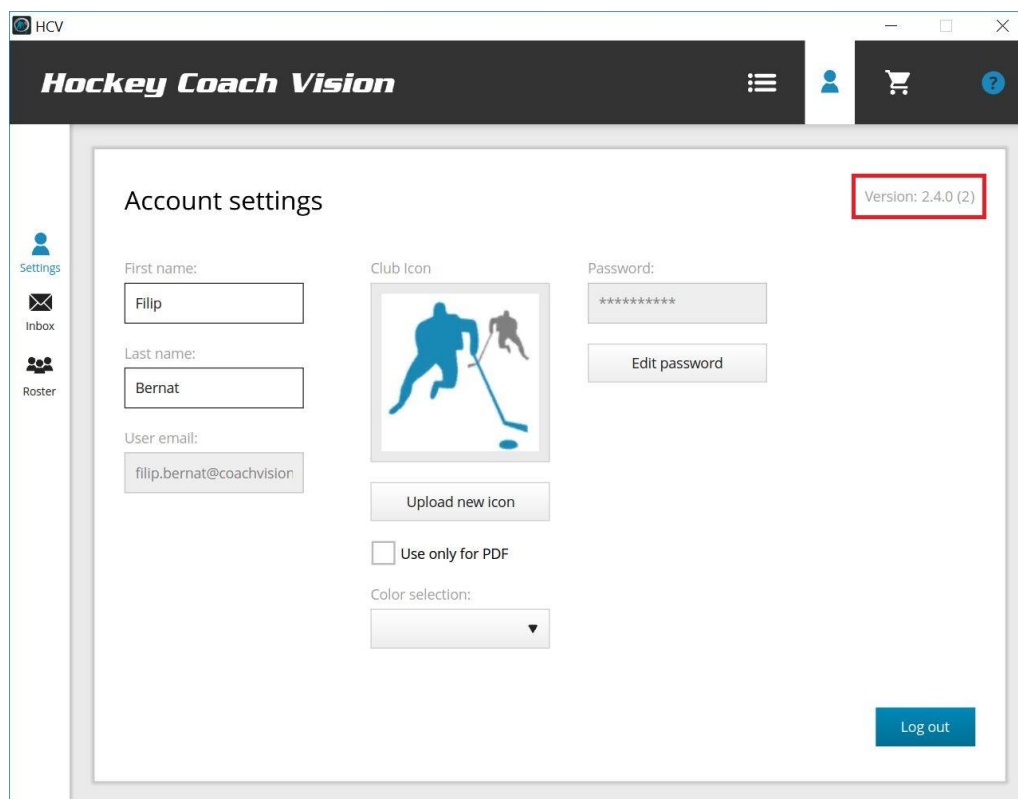 HCV
Hockey Coach Vision
?
Account settings
Version: 2.4.0 (2)
Settings
Inbox
Roster
First name:
Filip
Last name:
Bernat
User email:
filip.bernat@coachvision
Club Icon
Upload new icon
Use only for PDF
Color selection:
Password:
**********
Edit password
Log out